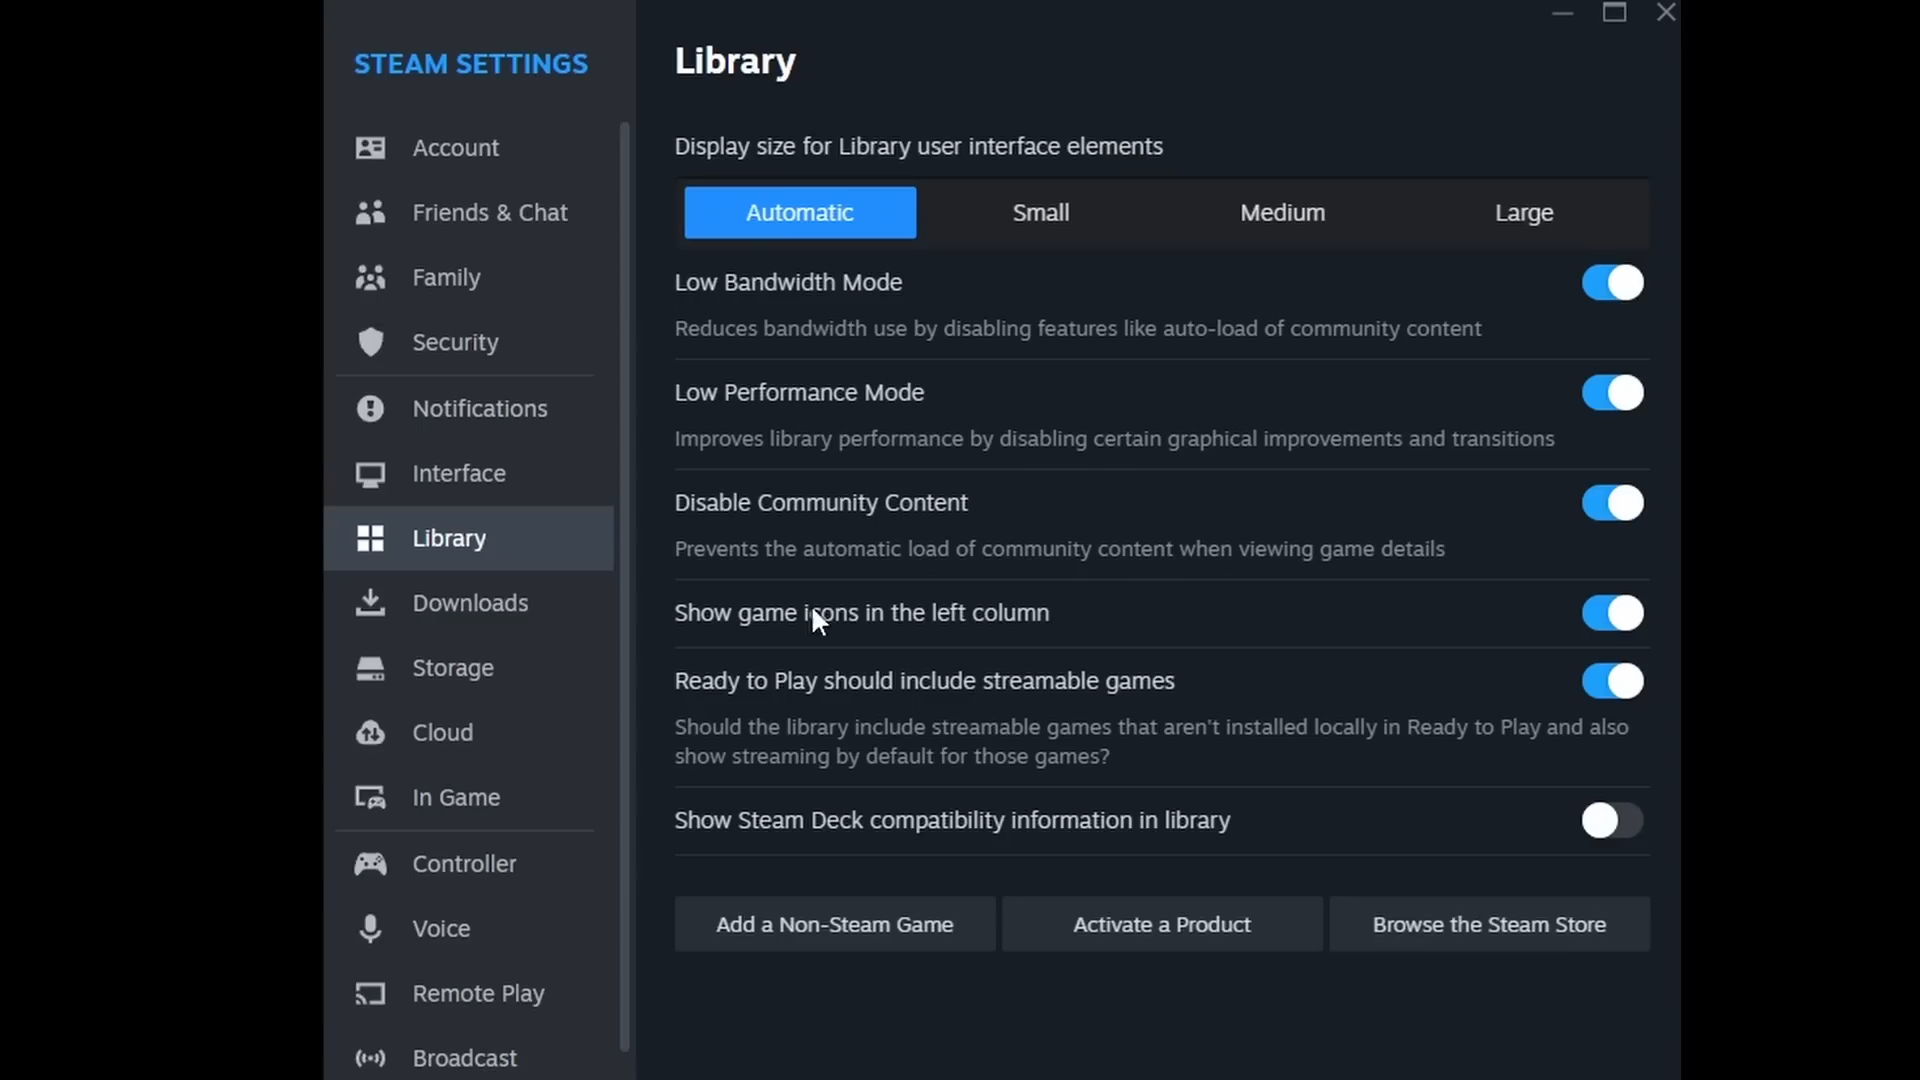 STEAM SETTINGS
Account
Friends & Chat
Family
Security
Notifications
Interface
Library
Downloads
Storage
Cloud
In Game
Controller
Voice
Remote Play
Broadcast
Library
Display size for Library user interface elements
Automatic Small Medium Large
Low Bandwidth Mode
Reduces bandwidth use by disabling features like auto-load of community content
Low Performance Mode
Improves library performance by disabling certain graphical improvements and transitions
Disable Community Content
Prevents the automatic load of community content when viewing game details
Show game icons in the left column
Ready to Play should include streamable games
Should the library include streamable games that aren't installed locally in Ready to Play and also
show streaming by default for those games?
Show Steam Deck compatibility information in library
Add a Non-Steam Game Activate a Product Browse the Steam Store